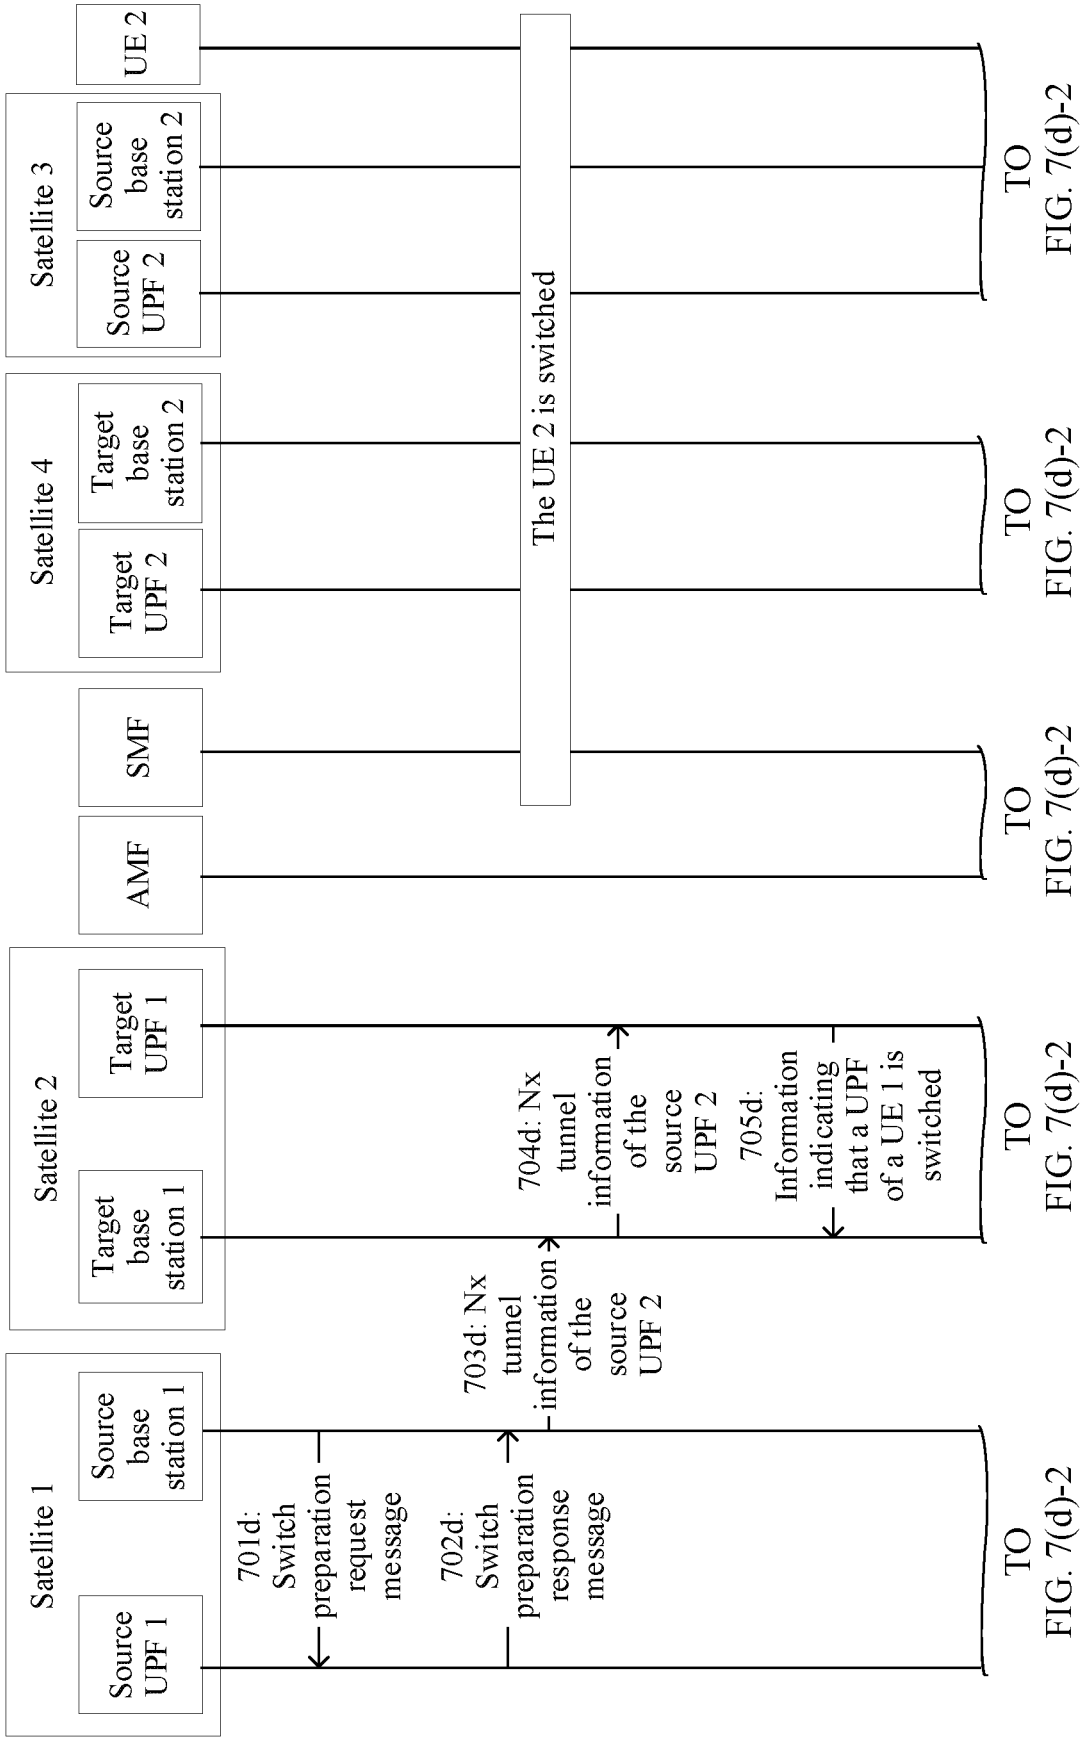 Satellite 1
Source
UPF 1
Source
base
station 1
Satellite 2
Target
base
station 1
Target
UPF 1
AMF
SMF
Satellite 4
Target
UPF 2
Target
base
station 2
Satellite 3
Source
UPF 2
Source
base
station 2
UE 2
701d:
Switch
preparation
request
message
702d:
Switch
preparation
response
message
703d: Nx
tunnel
information
of the
source
UPF 2
The UE 2 is switched
704d: Nx
tunnel
information
of the
source
UPF 2
705d:
Information
indicating
that a UPF
of a UE 1 is
switched
TO
FIG. 7(d)-2
TO
FIG. 7(d)-2
TO
FIG. 7(d)-2
TO
FIG. 7(d)-2
TO
FIG. 7(d)-2